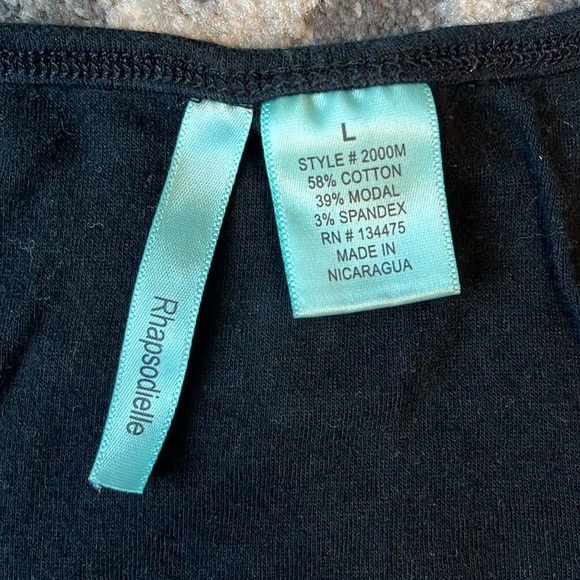 Rhapsodielle
L
STYLE # 2000M
58% COTTON
39% MODAL
3% SPANDEX
RN # 134475
MADE IN
NICARAGUA